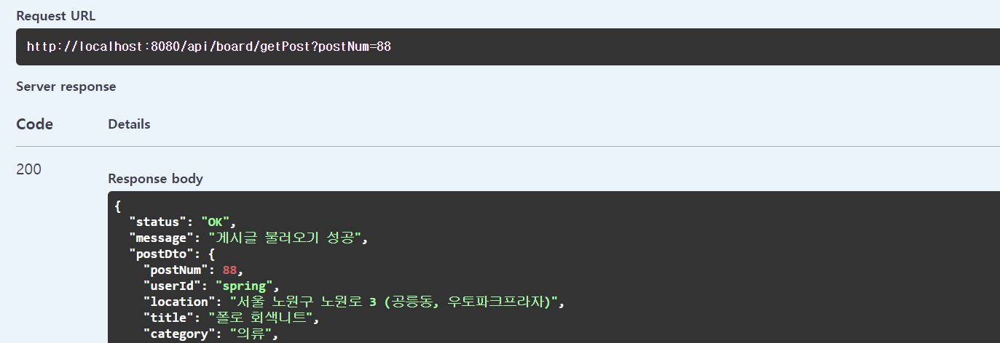 Request URL
http://localhost:8080/api/board/getPost?postNum=88
Server response
Code Details
200
Response body
{
"status": "OK",
"message": "게시글 불러오기 성공",
"postDto": {
"postNum": 88,
"userId": "spring",
"location": "서울 노원구 노원로 3 (공릉동, 우토파크프라자)",
"title": "폴로 회색니트",
"category": "의류",